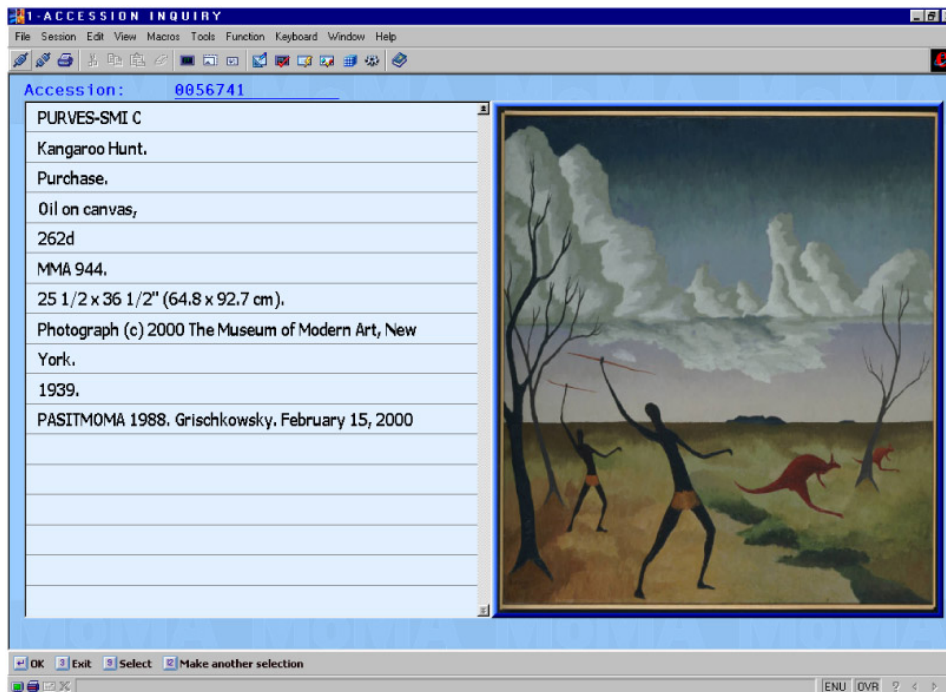 1-ACCESSION INQUIRY
File Session Edit View Macros Tools Function Keyboard Window Help
Accession: 0056741
PURVES-SMI C
Kangaroo Hunt.
Purchase.
Oil on canvas,
262d
MMA 944.
25 1/2 x 36 1/2" (64.8 x 92.7 cm).
Photograph (c) 2000 The Museum of Modern Art, New
York.
1939.
PASITMOMA 1988. Grischkowsky. February 15, 2000
OK 3 Exit 9 Select 12 Make another selection
ENU OVR ?